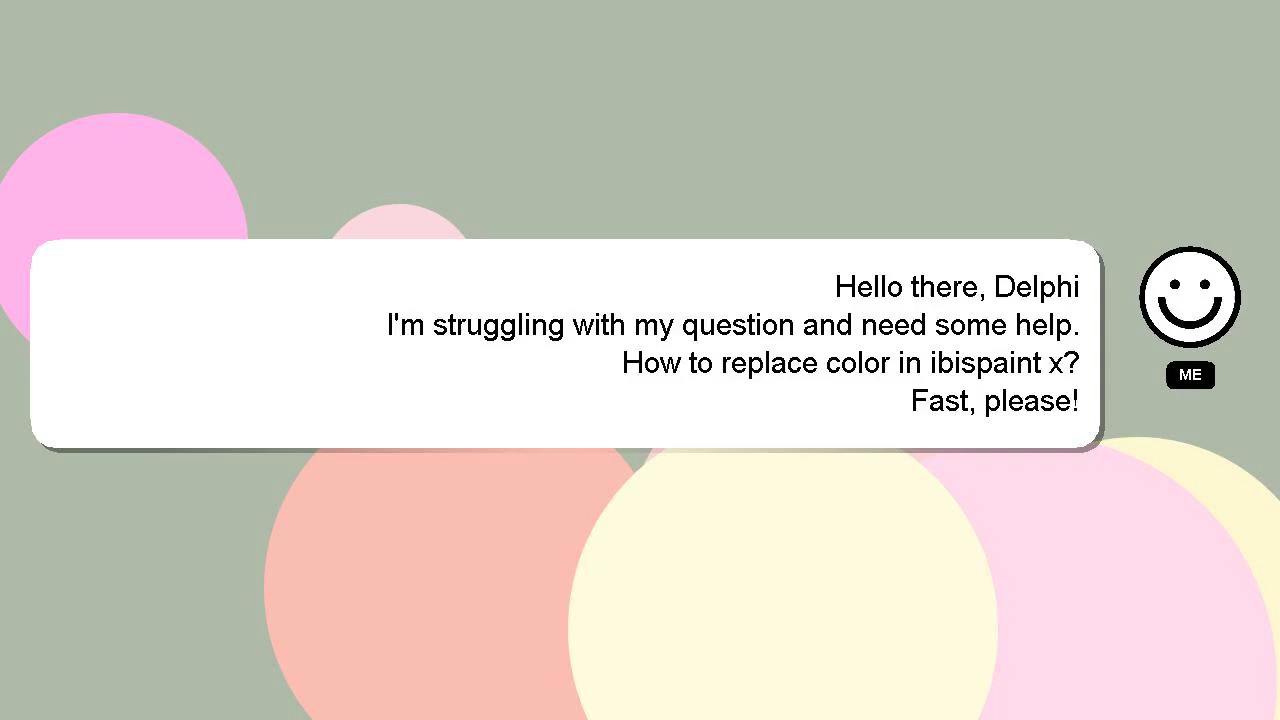 Hello there, Delphi
I'm struggling with my question and need some help.
How to replace color in ibispaint x?
Fast, please!
ME